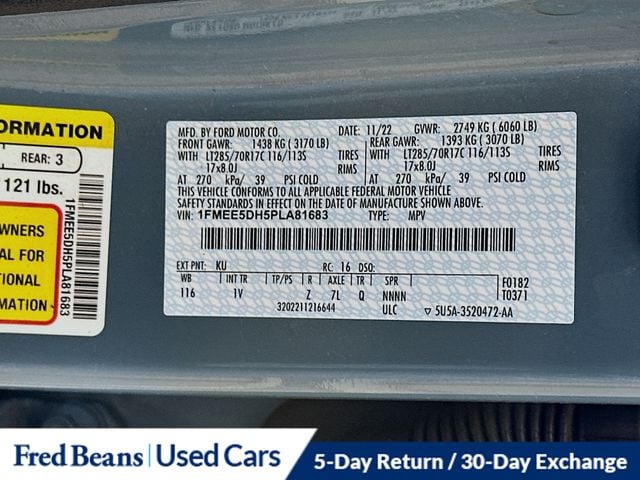 ORMATION
REAR: 3
121 lbs.
WNERS
AL FOR
TIONAL
RMATION
1FMEE5DH5PLA81683
MFD. BY FORD MOTOR CO. DATE: 11/22 GVWR: 2749 KG (6060 LB)
FRONT GAWR: 1438 KG (3170 LB) REAR GAWR: 1393 KG (3070 LB)
WITH LT285/70R17C 116/113S TIRES WITH LT285/70R17C 116/113S TIRES
17x8.0J RIMS 17x8.0J RIMS
AT 270 kPa/ 39 PSI COLD AT 270 kPa/ 39 PSI COLD
THIS VEHICLE CONFORMS TO ALL APPLICABLE FEDERAL MOTOR VEHICLE
SAFETY STANDARDS IN EFFECT ON THE DATE OF MANUFACTURE SHOWN ABOVE.
VIN: 1FMEE5DH5PLA81683 TYPE: MPV
EXT PNT: KU RC: 16 DSO:
WB INT TR TP/PS R AXLE TR SPR F0182
116 1V Z 7L Q NNNN T0371
3202211216644 ULC ▽ 5U5A-3520472-AA
Fred Beans | Used Cars
5-Day Return / 30-Day Exchange